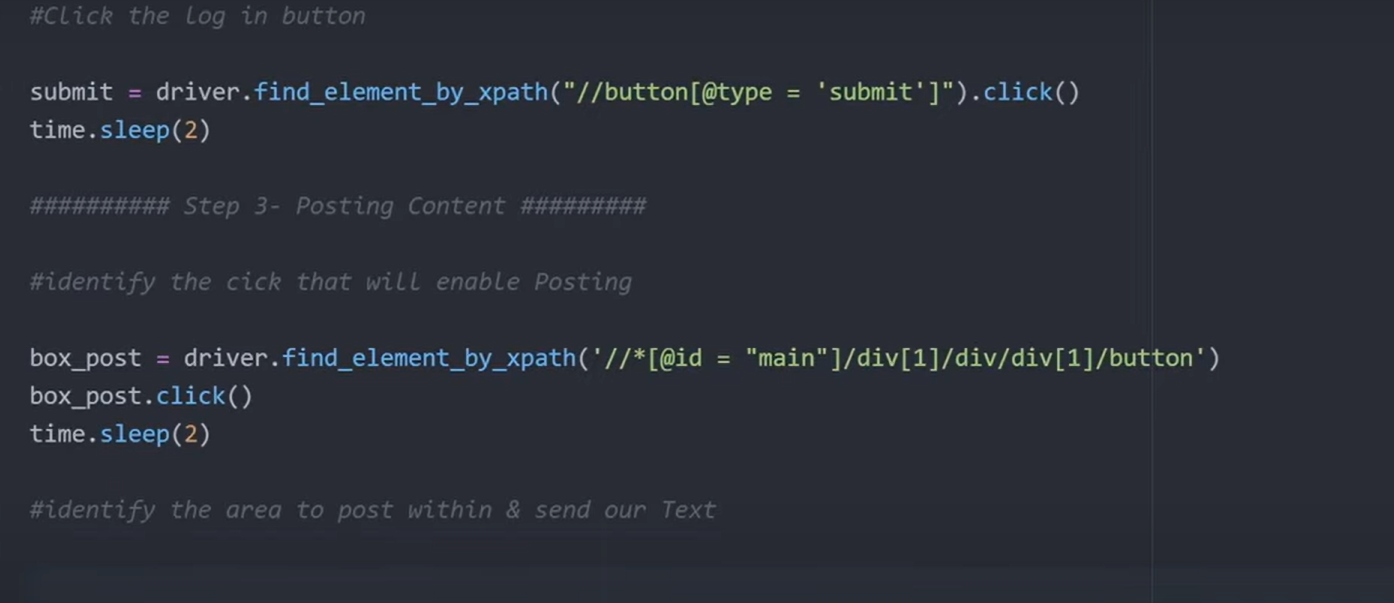 #Click the log in button
submit = driver.find_element_by_xpath("//button[@type = 'submit']").click()
time.sleep(2)
########## Step 3- Posting Content #########
#identify the cick that will enable Posting
box_post = driver.find_element_by_xpath('//*[@id = "main"]/div[1]/div/div[1]/button')
box_post.click()
time.sleep(2)
#identify the area to post within & send our Text